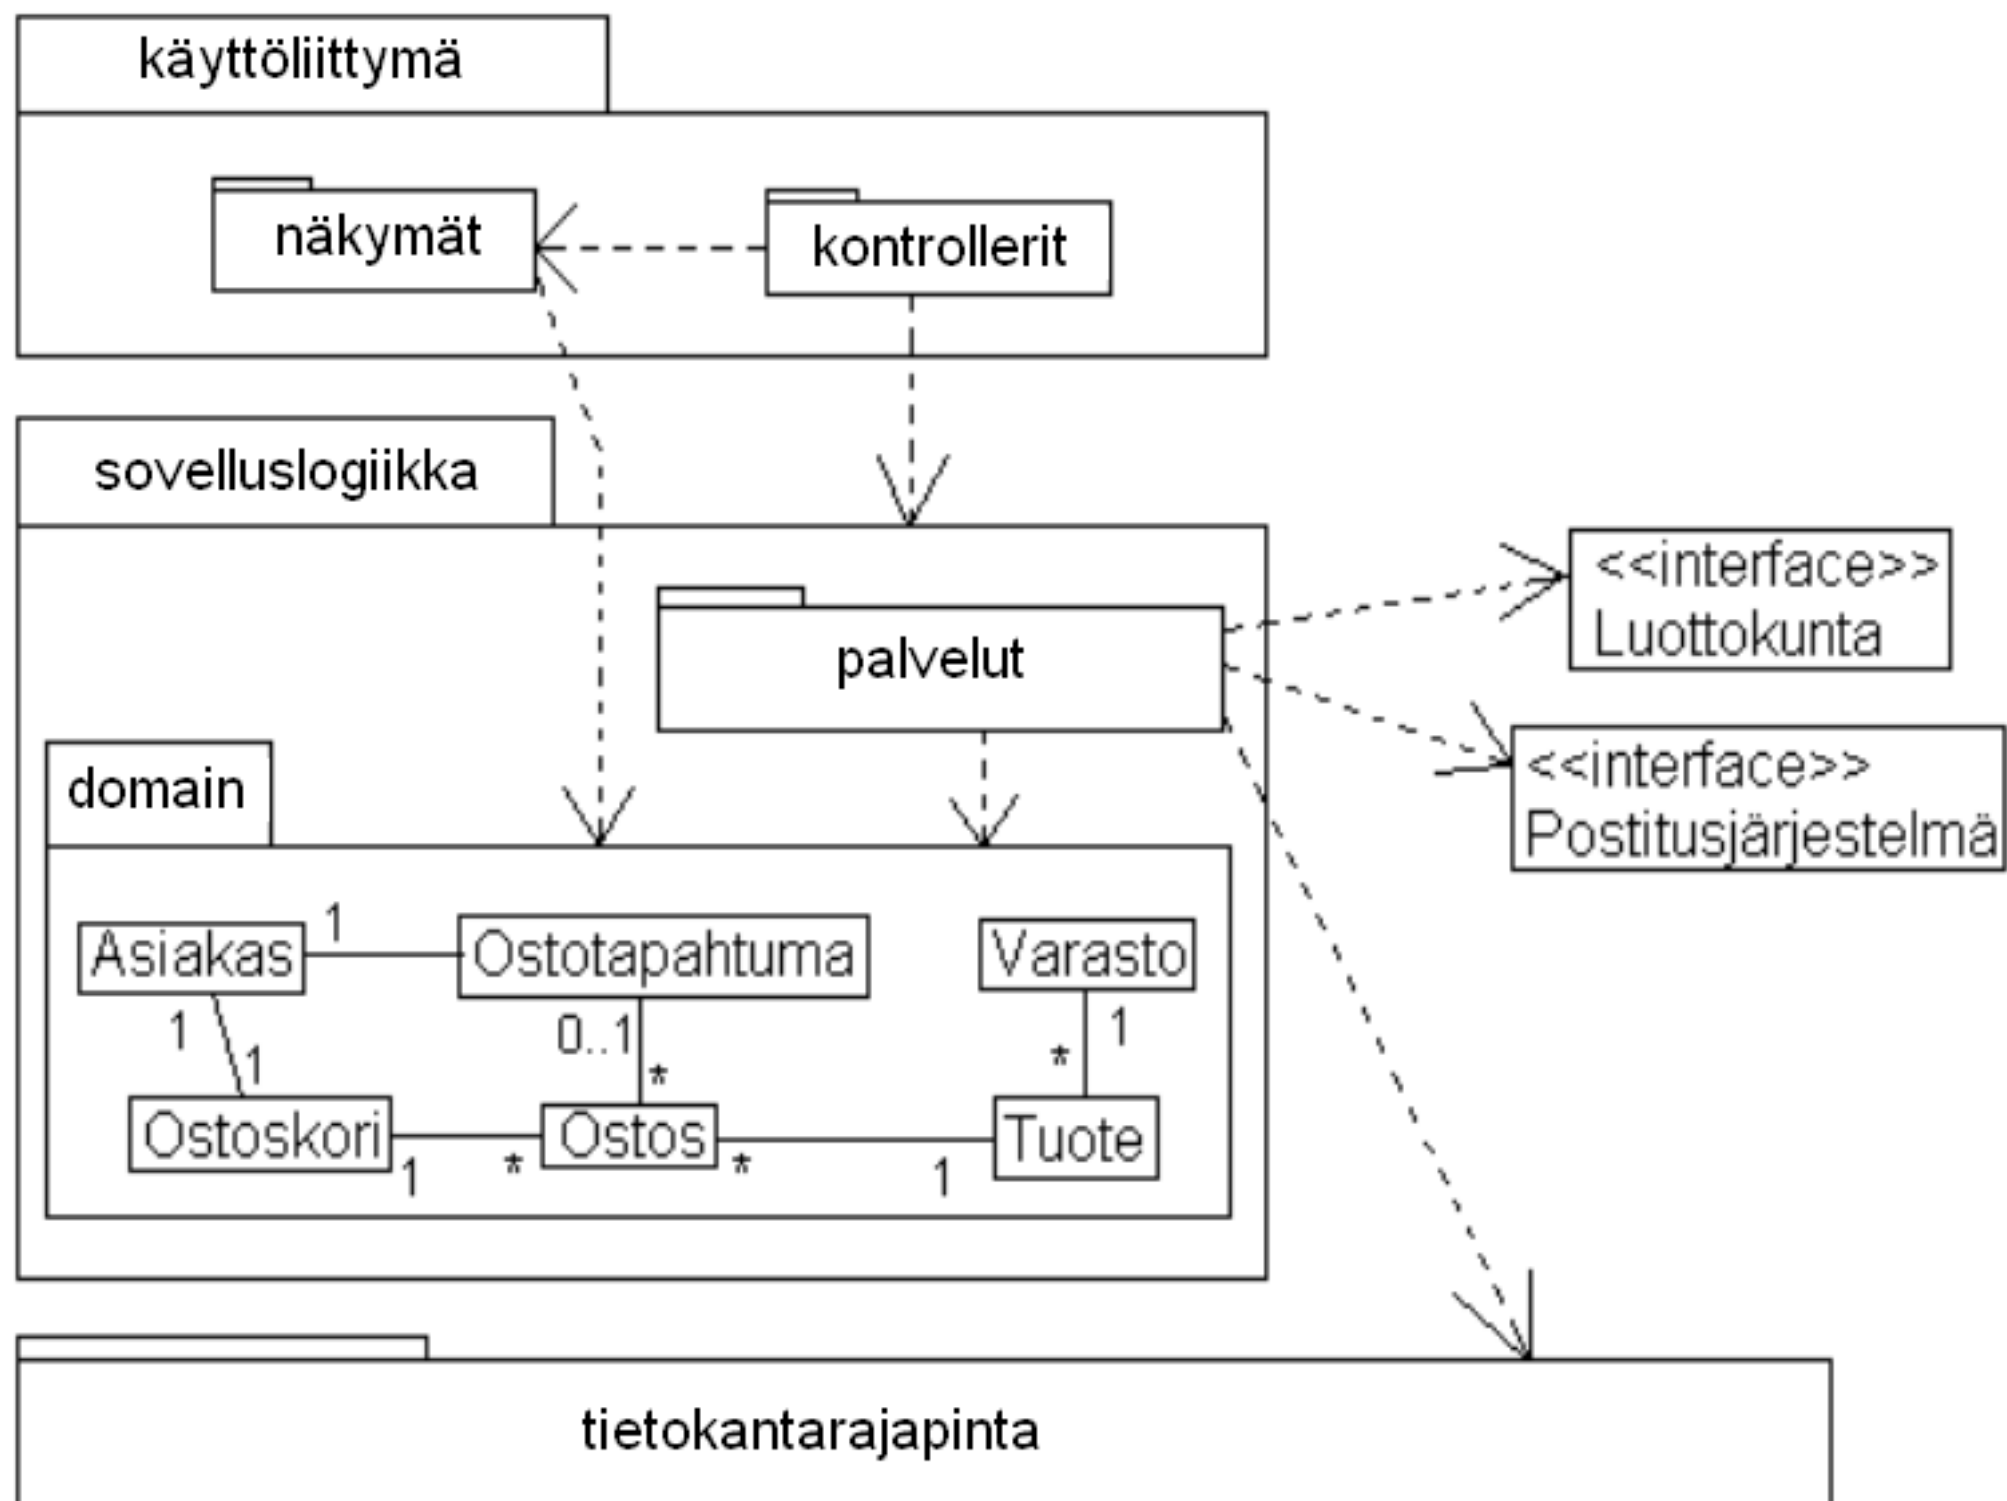 käyttöliittymä
näkymät
kontrollerit
sovelluslogiikka
<<interface>>
Luottokunta
palvelut
<<interface>>
Postitusjärjestelmä
domain
1
Asiakas
Ostotapahtuma
Varasto
1
1
0..1
*
*
1
Ostoskori
Ostos
Tuote
1
*
*
1
tietokantarajapinta